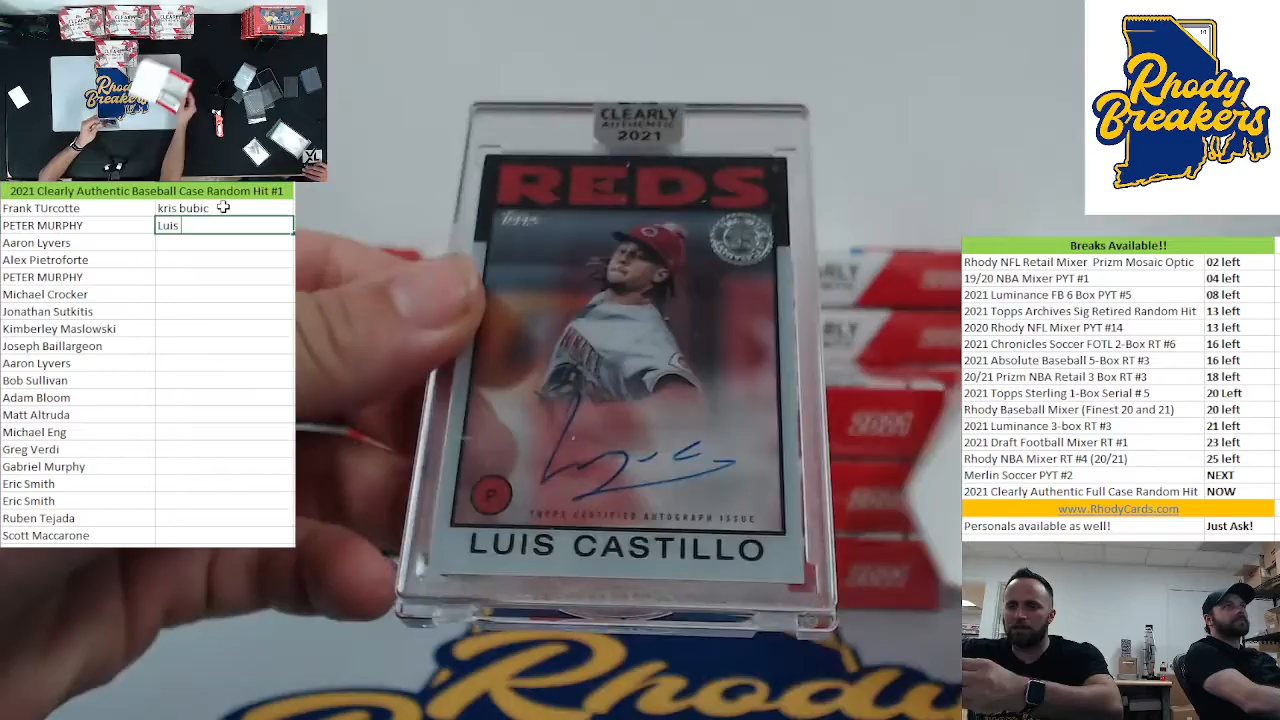 CLEARLY
AUTHENTIC
2021
REDS
Topps
P
TOPPS CERTIFIED AUTOGRAPH ISSUE
LUIS CASTILLO
Rhody
Rhody
Breakers
CLEARLY
CLEARLY
CLEARLY
MERLIN
Rhody
Breakers
XL
2021 Clearly Authentic Baseball Case Random Hit #1
Frank TUrcotte kris bubic
PETER MURPHY Luis
Aaron Lyvers
Alex Pietroforte
PETER MURPHY
Michael Crocker
Jonathan Sutkitis
Kimberley Maslowski
Joseph Baillargeon
Aaron Lyvers
Bob Sullivan
Adam Bloom
Matt Altruda
Michael Eng
Greg Verdi
Gabriel Murphy
Eric Smith
Eric Smith
Ruben Tejada
Scott Maccarone
Breaks Available!!
Rhody NFL Retail Mixer Prizm Mosaic Optic 02 left
19/20 NBA Mixer PYT #1 04 left
2021 Luminance FB 6 Box PYT #5 08 left
2021 Topps Archives Sig Retired Random Hit 13 left
2020 Rhody NFL Mixer PYT #14 13 left
2021 Chronicles Soccer FOTL 2-Box RT #6 16 left
2021 Absolute Baseball 5-Box RT #3 16 left
20/21 Prizm NBA Retail 3 Box RT #3 18 left
2021 Topps Sterling 1-Box Serial # 5 20 Left
Rhody Baseball Mixer (Finest 20 and 21) 20 left
2021 Luminance 3-box RT #3 21 left
2021 Draft Football Mixer RT #1 23 left
Rhody NBA Mixer RT #4 (20/21) 25 left
Merlin Soccer PYT #2 NEXT
2021 Clearly Authentic Full Case Random Hit NOW
www.RhodyCards.com
Personals available as well! Just Ask!